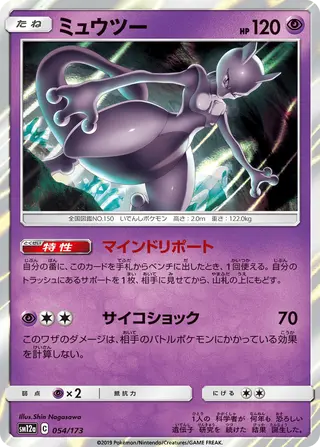 たね ミュウツー HP 120
全国図鑑NO.150 いでんしポケモン 高さ:2.0m 重さ:122.0kg
とくせい 特性 マインドリポート
自分の番に、このカードを手札からベンチに出したとき、1回使える。自分の
トラッシュにあるサポートを1枚、相手に見せてから、山札の上にもどす。
サイコショック 70
このワザのダメージは、相手のバトルポケモンにかかっている効果
を計算しない。
弱点 ×2 抵抗力 にげる
Illus.Shin Nagasawa
1人の科学者が何年も恐ろしい
遺伝子研究を続けた結果誕生した。
SM12a C 054/173
©2019 Pokémon/Nintendo/Creatures/GAME FREAK.